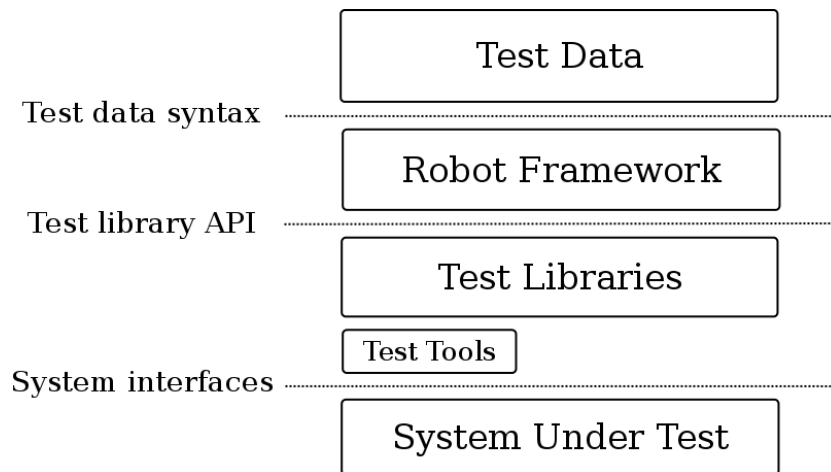 Test Data
Test data syntax
Robot Framework
Test library API
Test Libraries
Test Tools
System interfaces
System Under Test